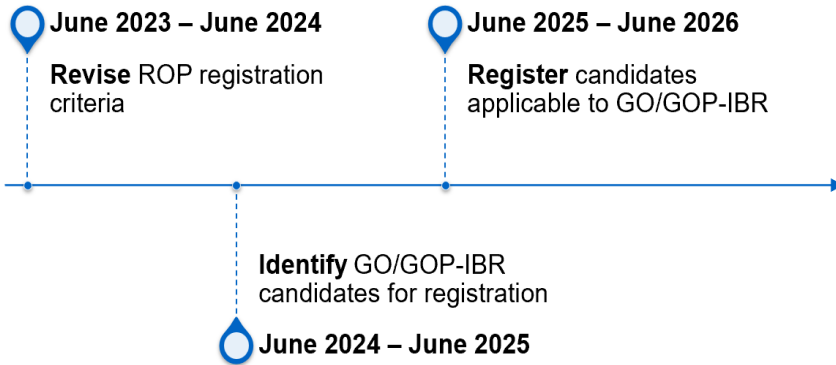 June 2023 – June 2024
Revise ROP registration
criteria
June 2025 – June 2026
Register candidates
applicable to GO/GOP-IBR
Identify GO/GOP-IBR
candidates for registration
June 2024 – June 2025